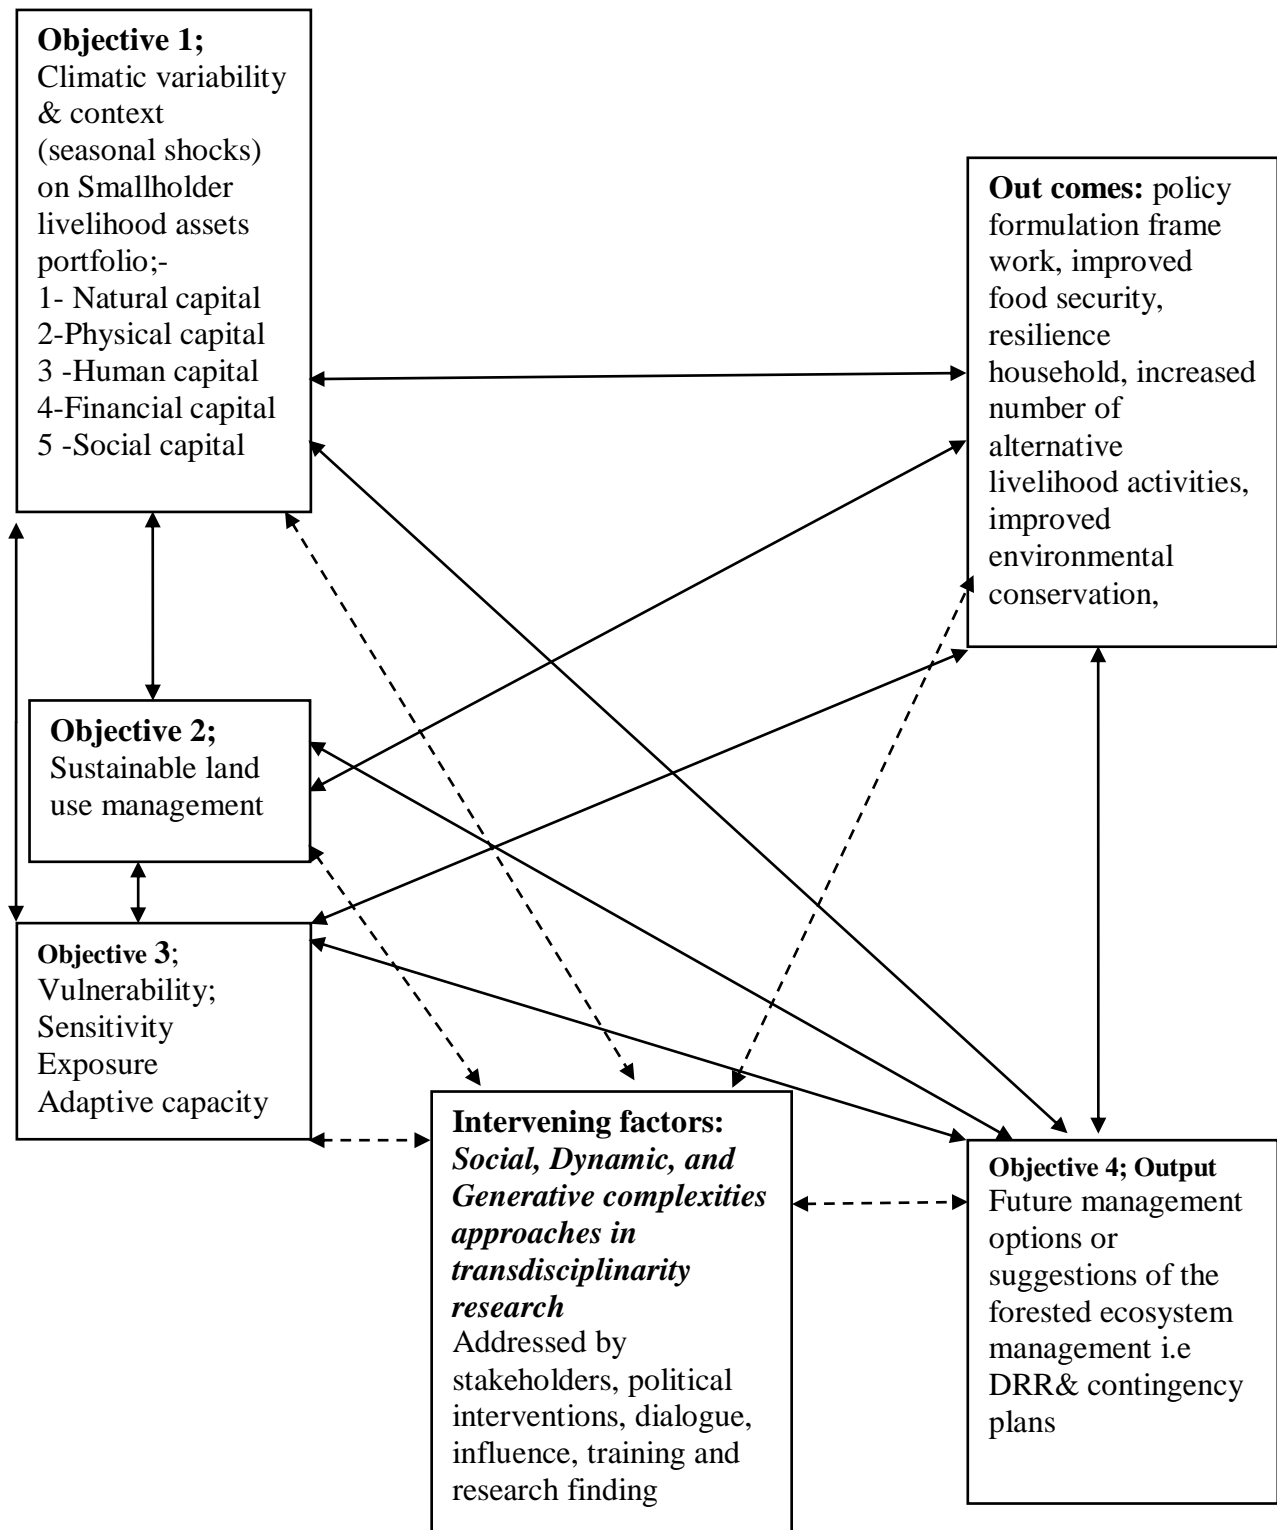 Objective 1;
Climatic variability
& context
(seasonal shocks)
on Smallholder
livelihood assets
portfolio;-
1- Natural capital
2-Physical capital
3 -Human capital
4-Financial capital
5 -Social capital
Out comes: policy
formulation frame
work, improved
food security,
resilience
household, increased
number of
alternative
livelihood activities,
improved
environmental
conservation,
Objective 2;
Sustainable land
use management
Objective 3;
Vulnerability;
Sensitivity
Exposure
Adaptive capacity
Intervening factors:
Social, Dynamic, and
Generative complexities
approaches in
transdisciplinarity
research
Addressed by
stakeholders, political
interventions, dialogue,
influence, training and
research finding
Objective 4; Output
Future management
options or
suggestions of the
forested ecosystem
management i.e
DRR& contingency
plans